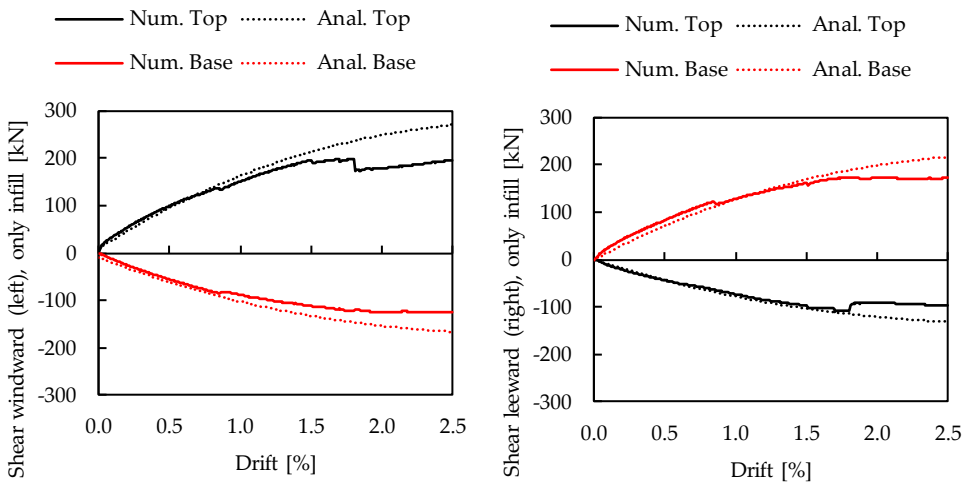 Num. Top Anal. Top
Num. Base Anal. Base
Shear windward (left), only infill [kN]
300
200
100
0
-100
-200
-300
0.0 0.5 1.0 1.5 2.0 2.5
Drift [%]
Num. Top Anal. Top
Num. Base Anal. Base
Shear leeward (right), only infill [kN]
300
200
100
0
-100
-200
-300
0.0 0.5 1.0 1.5 2.0 2.5
Drift [%]